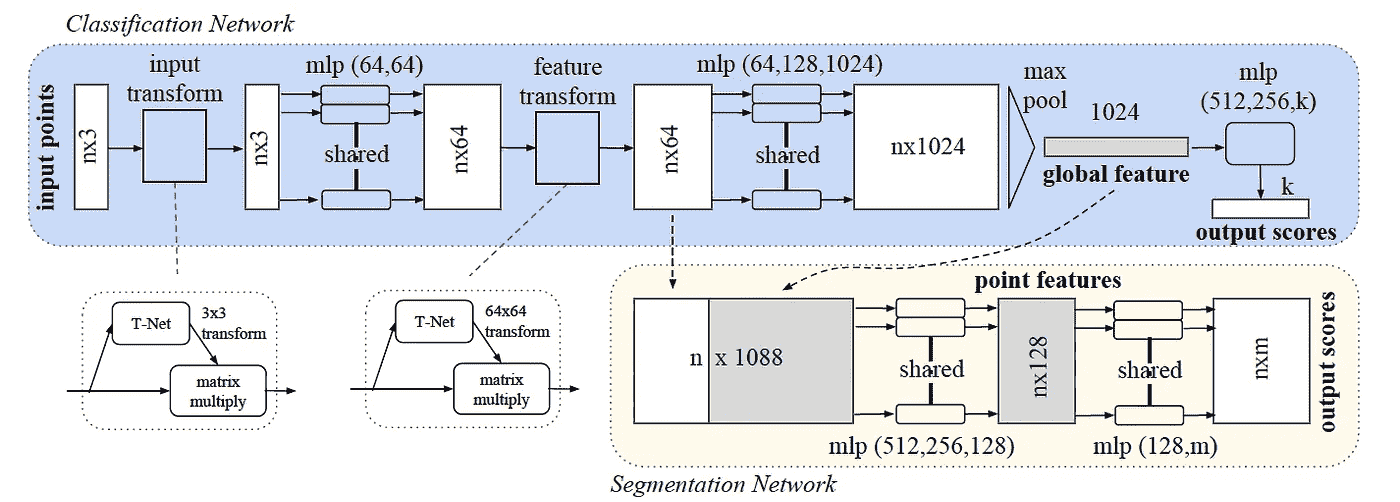 Classification Network
input points
nx3
input
transform
nx3
mlp (64,64)
shared
nx64
feature
transform
nx64
mlp (64,128,1024)
shared
nx1024
max
pool
1024
global feature
mlp
(512,256,k)
k
output scores
T-Net
3x3
transform
matrix
multiply
T-Net
64x64
transform
matrix
multiply
point features
n x 1088
shared
mlp (512,256,128)
nx128
shared
mlp (128,m)
nxm
output scores
Segmentation Network